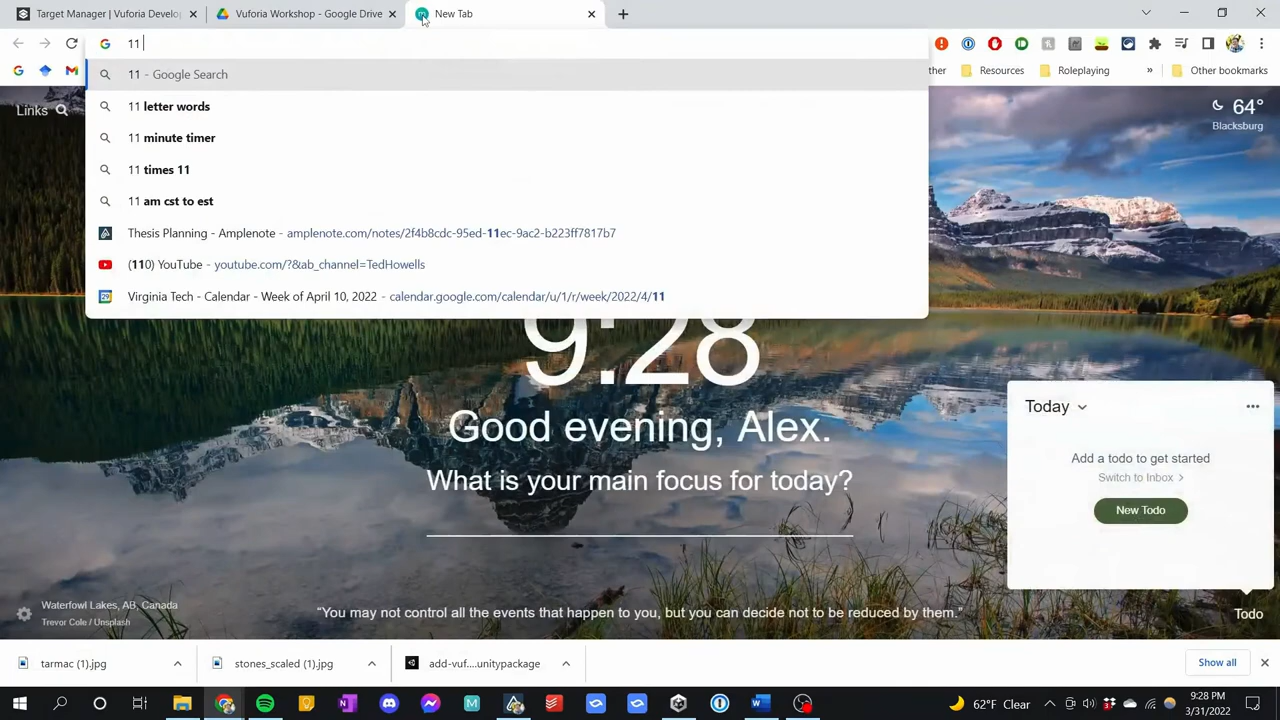 Target Manager | Vuforia Develop
Vuforia Workshop - Google Drive
New Tab
11
ther
Resources
Roleplaying
»
Other bookmarks
11 - Google Search
11 letter words
11 minute timer
11 times 11
11 am cst to est
Thesis Planning - Amplenote - amplenote.com/notes/2f4b8cdc-95ed-11ec-9ac2-b223ff7817b7
(110) YouTube - youtube.com/?&ab_channel=TedHowells
Virginia Tech - Calendar - Week of April 10, 2022 - calendar.google.com/calendar/u/1/r/week/2022/4/11
Links
64°
Blacksburg
9:28
Good evening, Alex.
What is your main focus for today?
Today
Add a todo to get started
Switch to Inbox >
New Todo
Waterfowl Lakes, AB, Canada
Trevor Cole / Unsplash
“You may not control all the events that happen to you, but you can decide not to be reduced by them.”
Todo
tarmac (1).jpg
stones_scaled (1).jpg
add-vuf....unitypackage
Show all
62°F Clear
9:28 PM
3/31/2022